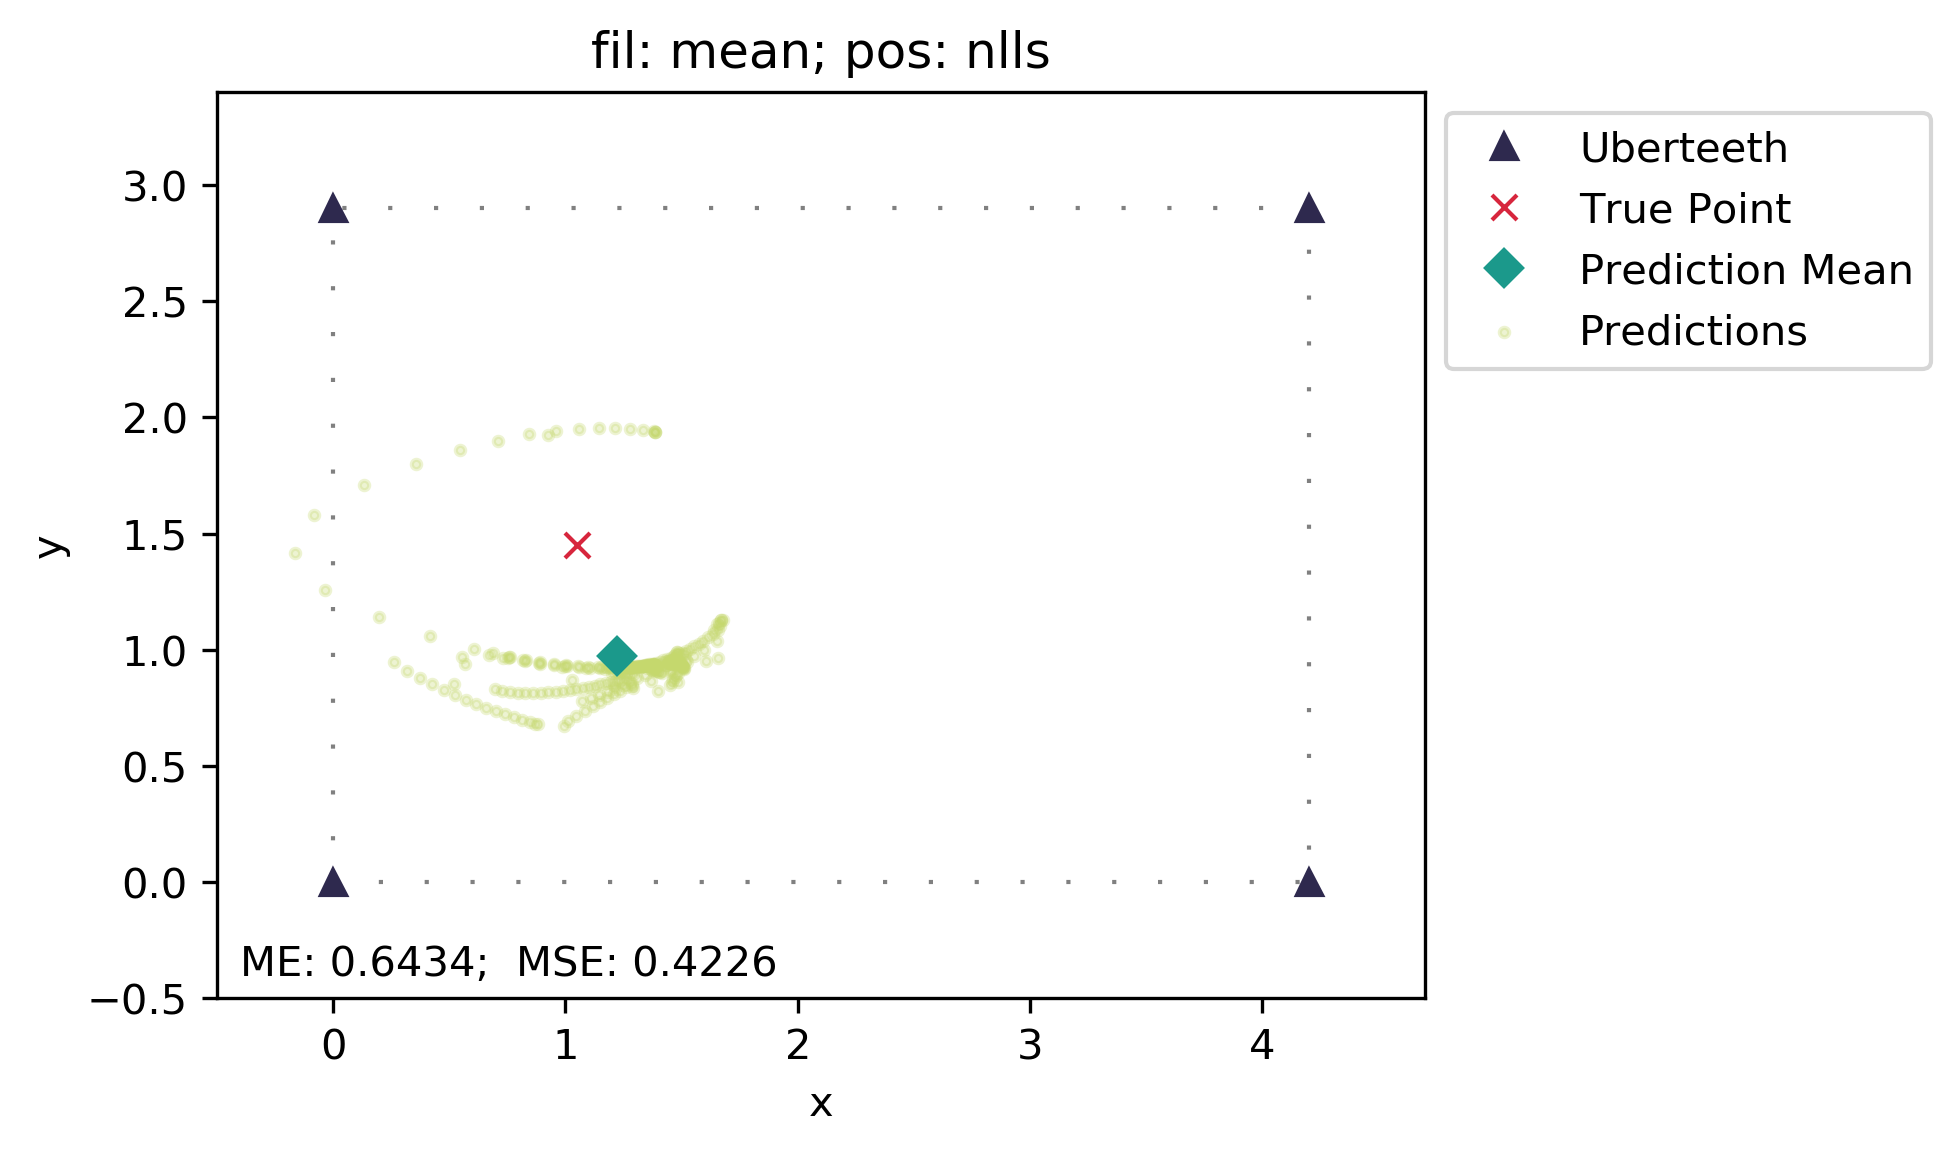 fil: mean; pos: nlls
Uberteeth
True Point
Prediction Mean
Predictions
3.0
2.5
2.0
1.5
1.0
0.5
0.0
−0.5
y
ME: 0.6434;  MSE: 0.4226
0 1 2 3 4
x